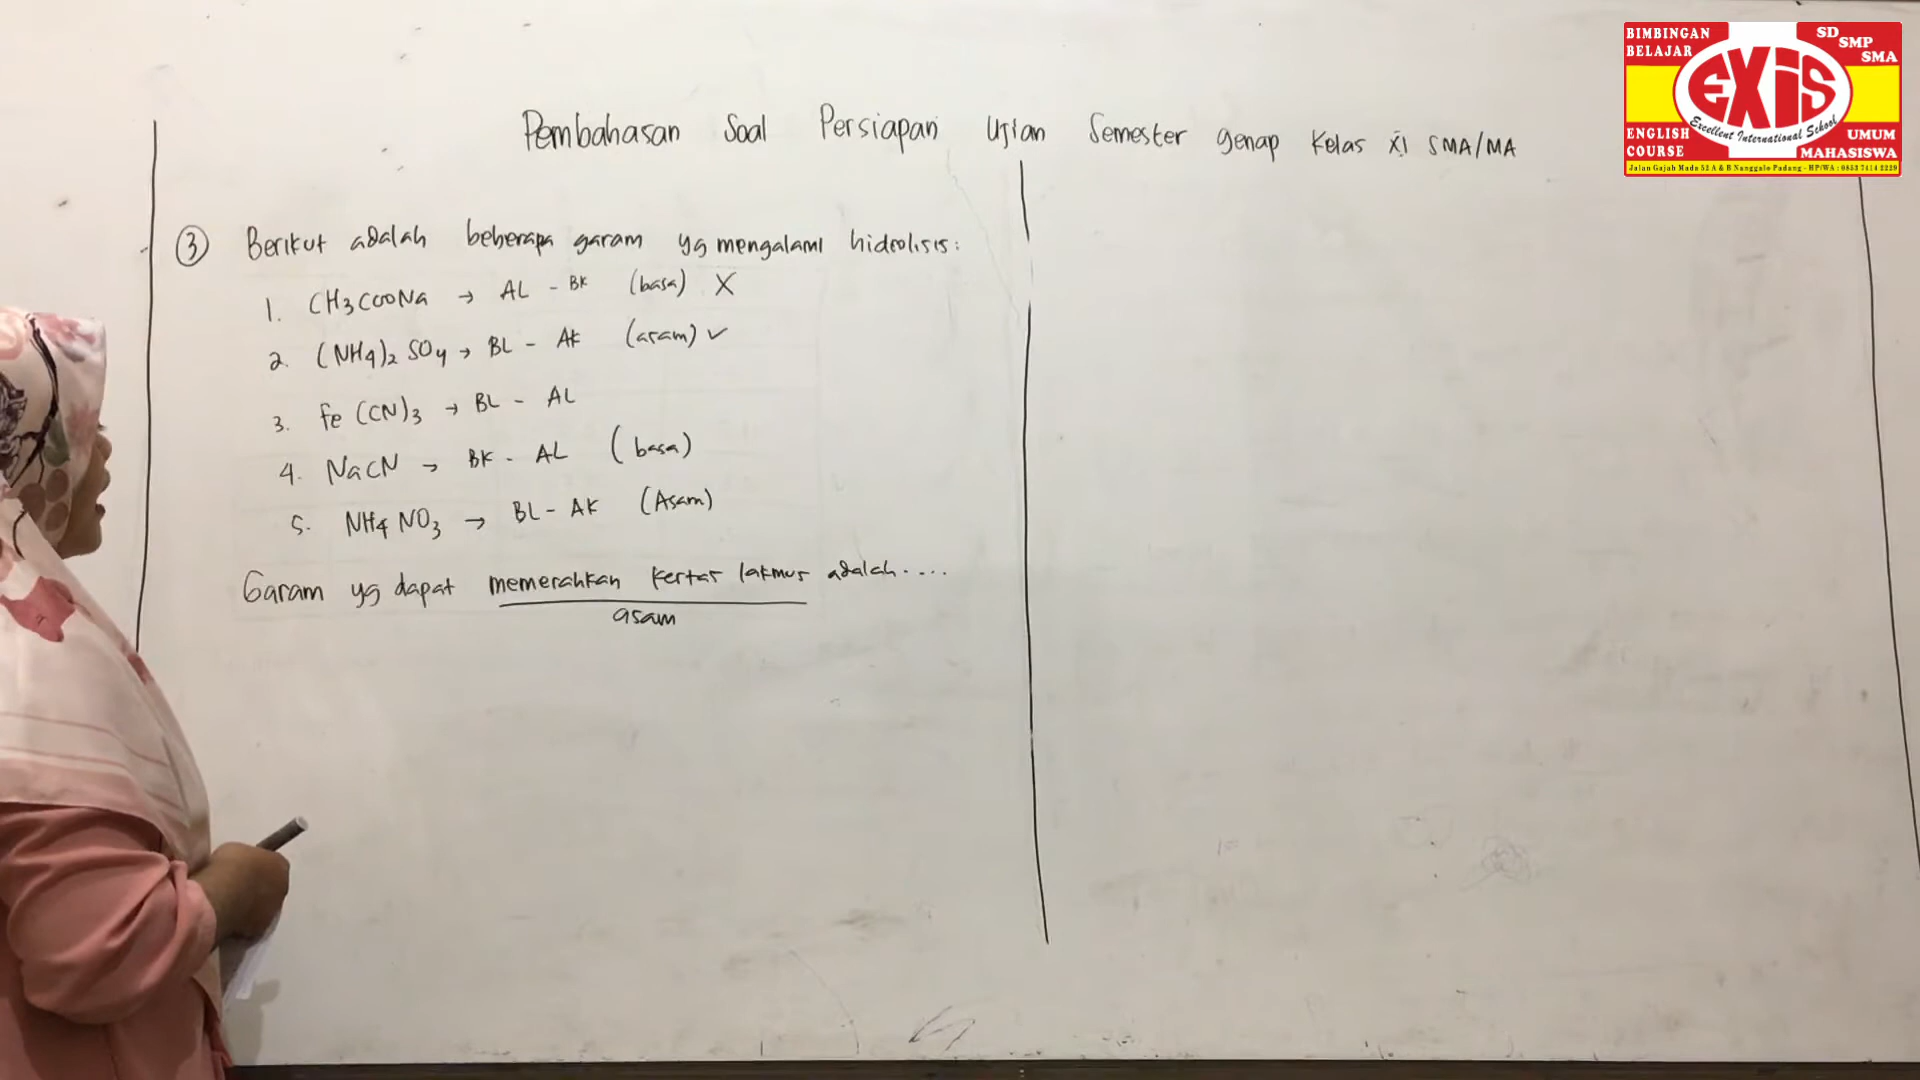 Pembahasan Soal Persiapan Ujian Semester genap Kelas XI SMA/MA
③ Berikut adalah beberapa garam yg mengalami hidrolisis:
1. CH3COONa → AL - BK (basa) X
2. (NH4)2 SO4 → BL - AK (asam) ✓
3. Fe (CN)3 → BL - AL
4. NaCN → BK - AL (basa)
5. NH4 NO3 → BL - AK (Asam)
Garam yg dapat memerahkan kertas lakmus adalah....
asam
BIMBINGAN BELAJAR
SD SMP SMA
EXIS
Excellent International School
ENGLISH COURSE
UMUM MAHASISWA
Jalan Gajah Mada 52 A & B Nanggalo Padang - HP/WA : 0853 7414 2229